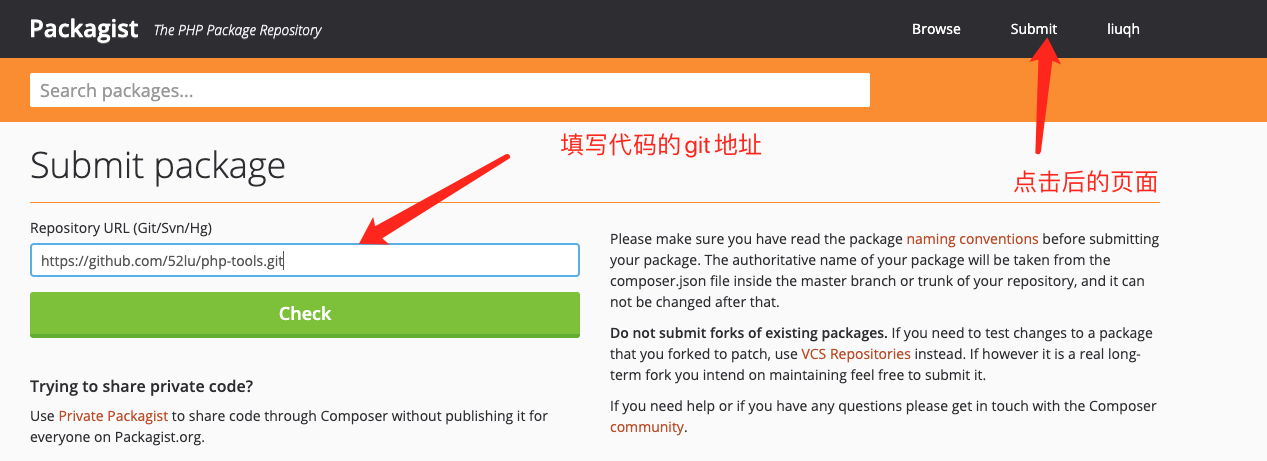 Packagist The PHP Package Repository
Browse Submit liuqh
Search packages...
填写代码的git地址
点击后的页面
Submit package
Repository URL (Git/Svn/Hg)
https://github.com/52lu/php-tools.git
Check
Trying to share private code?
Use Private Packagist to share code through Composer without publishing it for
everyone on Packagist.org.
Please make sure you have read the package naming conventions before submitting
your package. The authoritative name of your package will be taken from the
composer.json file inside the master branch or trunk of your repository, and it can
not be changed after that.
Do not submit forks of existing packages. If you need to test changes to a package
that you forked to patch, use VCS Repositories instead. If however it is a real long-
term fork you intend on maintaining feel free to submit it.
If you need help or if you have any questions please get in touch with the Composer
community.